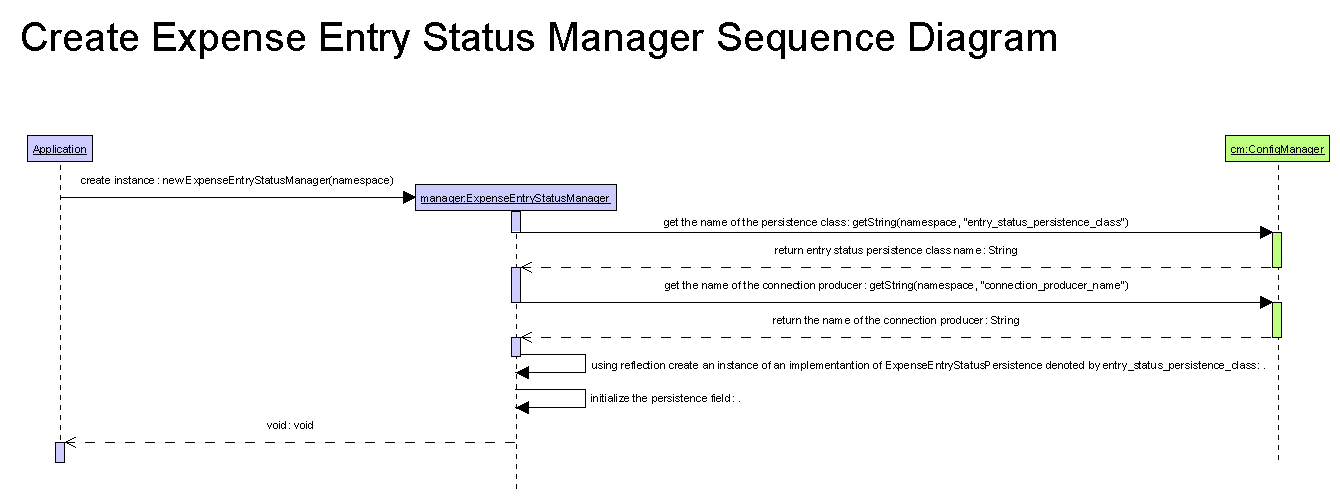 Create Expense Entry Status Manager Sequence Diagram
Application
cm:ConfigManager
create instance: new ExpenseEntryStatusManager(namespace)
manager:ExpenseEntryStatusManager
get the name of the persistence class: getString(namespace, "entry_status_persistence_class")
return entry status persistence class name: String
get the name of the connection producer: getString(namespace, "connection_producer_name")
return the name of the connection producer: String
using reflection create an instance of an implementantion of ExpenseEntryStatusPersistence denoted by entry_status_persistence_class: .
initialize the persistence field: .
void: void